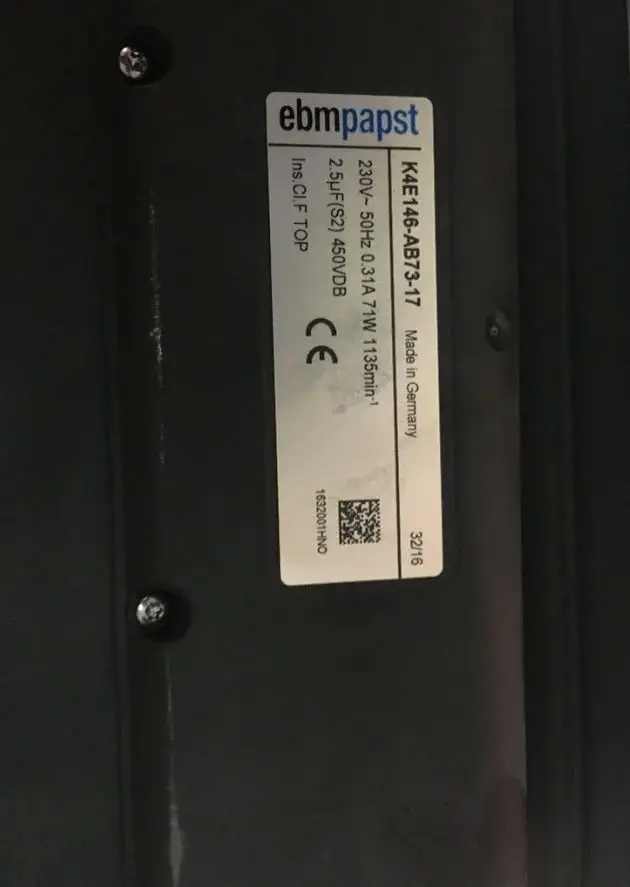 ebmpapst
K4E146-AB73-17 Made in Germany 32/16
230V~ 50Hz 0.31A 71W 1135min-1
2.5µF(S2) 450VDB CE
Ins.Cl.F TOP
1632001HNO